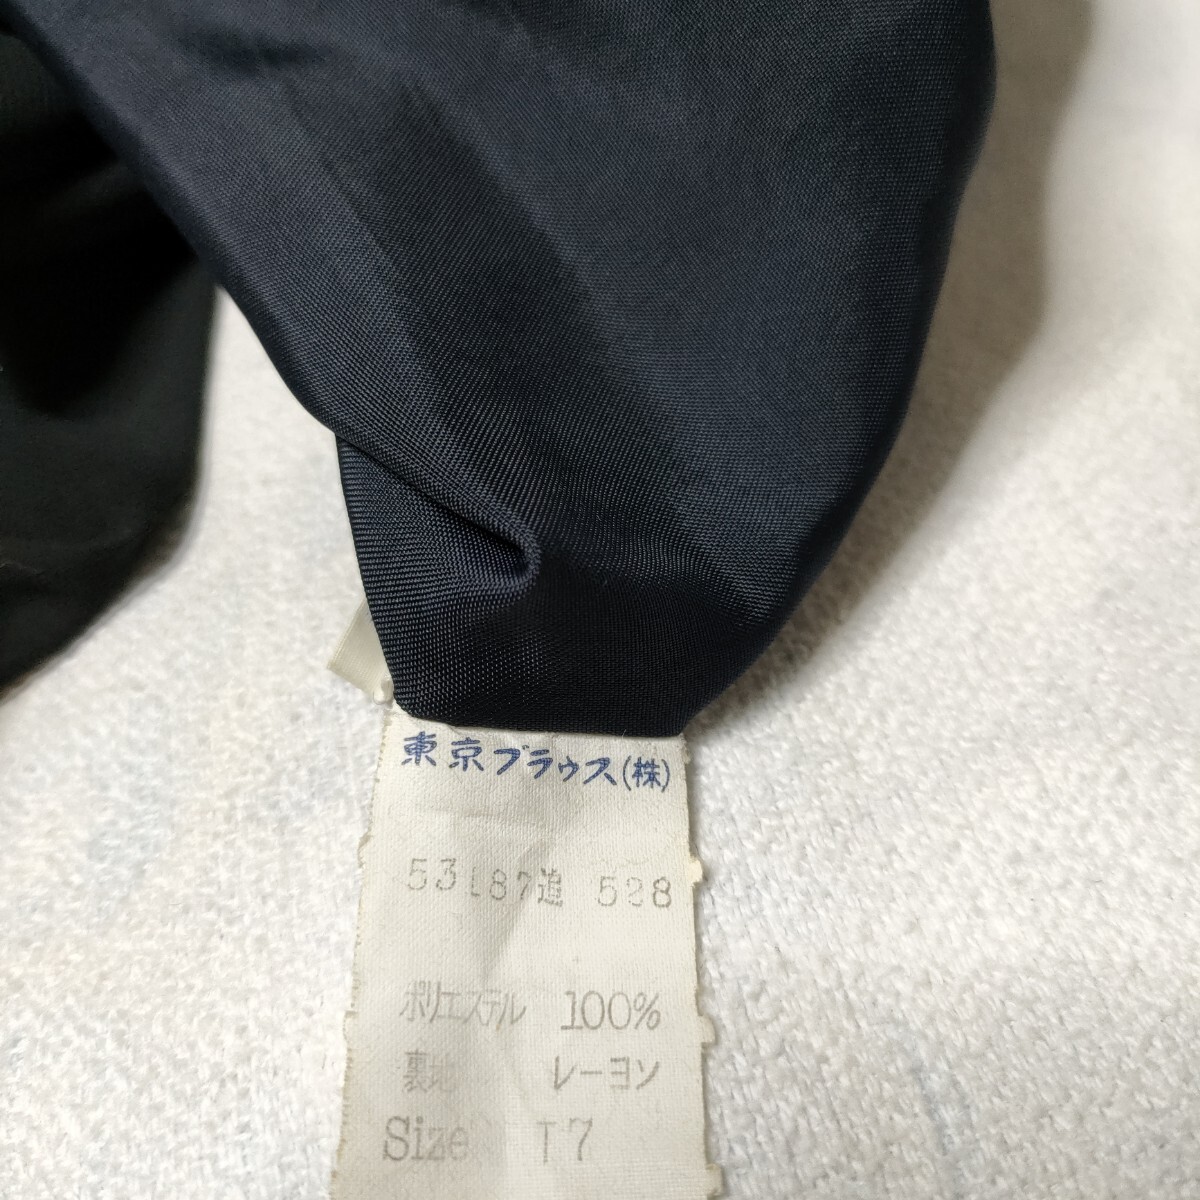 東京ブラウス(株)
53187追 528
ポリエステル 100%
裏地 レーヨン
Size T7